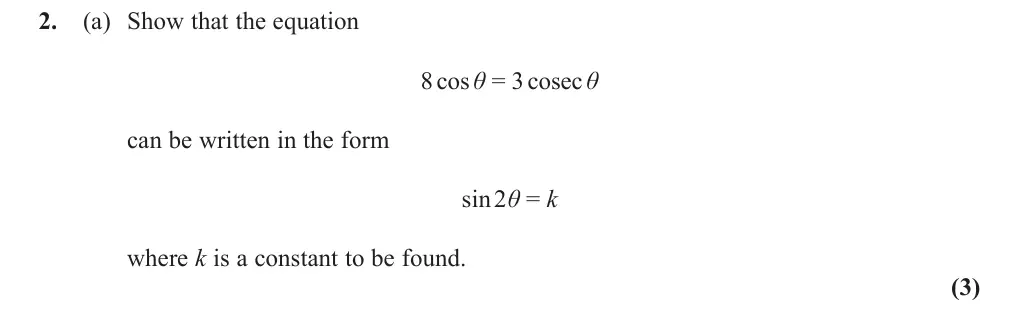 2. (a) Show that the equation
8 cos θ = 3 cosec θ
can be written in the form
sin 2θ = k
where k is a constant to be found.
(3)